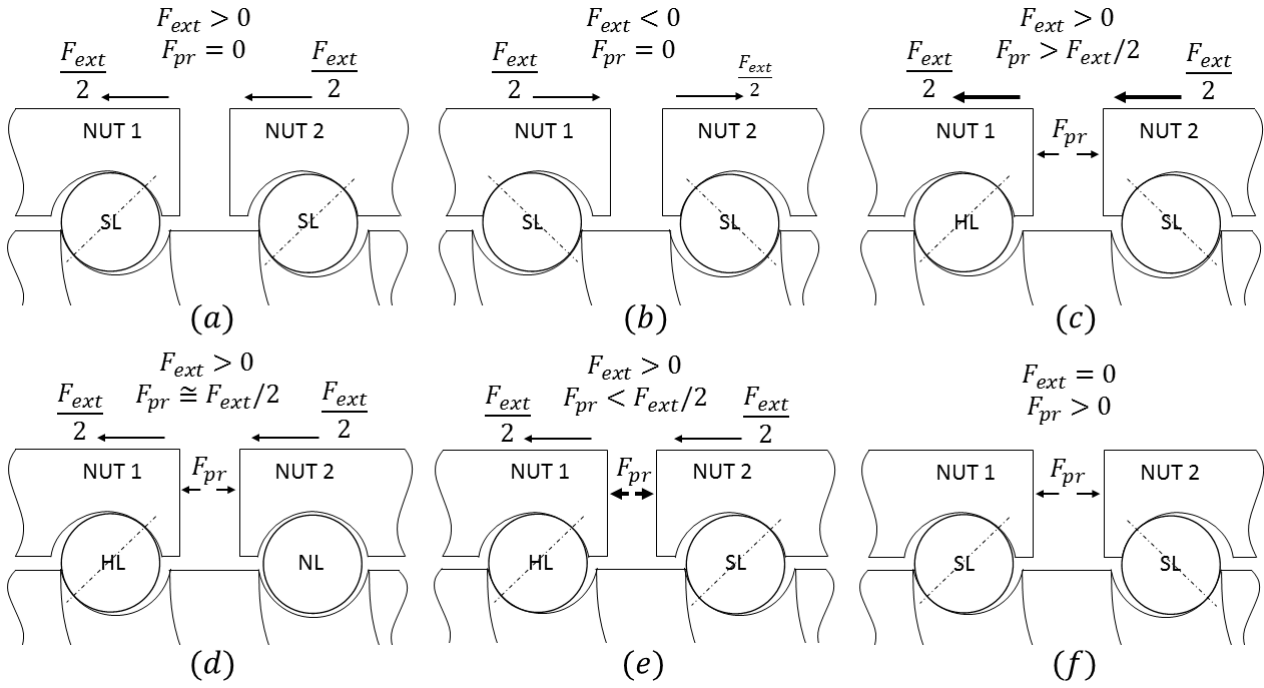 F_ext > 0
F_pr = 0
F_ext/2
F_ext/2
NUT 1
NUT 2
SL
SL
(a)
F_ext < 0
F_pr = 0
F_ext/2
F_ext/2
NUT 1
NUT 2
SL
SL
(b)
F_ext > 0
F_pr > F_ext/2
F_ext/2
F_ext/2
NUT 1
F_pr
NUT 2
HL
SL
(c)
F_ext > 0
F_pr ≅ F_ext/2
F_ext/2
F_ext/2
NUT 1
F_pr
NUT 2
HL
NL
(d)
F_ext > 0
F_pr < F_ext/2
F_ext/2
F_ext/2
NUT 1
F_pr
NUT 2
HL
SL
(e)
F_ext = 0
F_pr > 0
NUT 1
F_pr
NUT 2
SL
SL
(f)